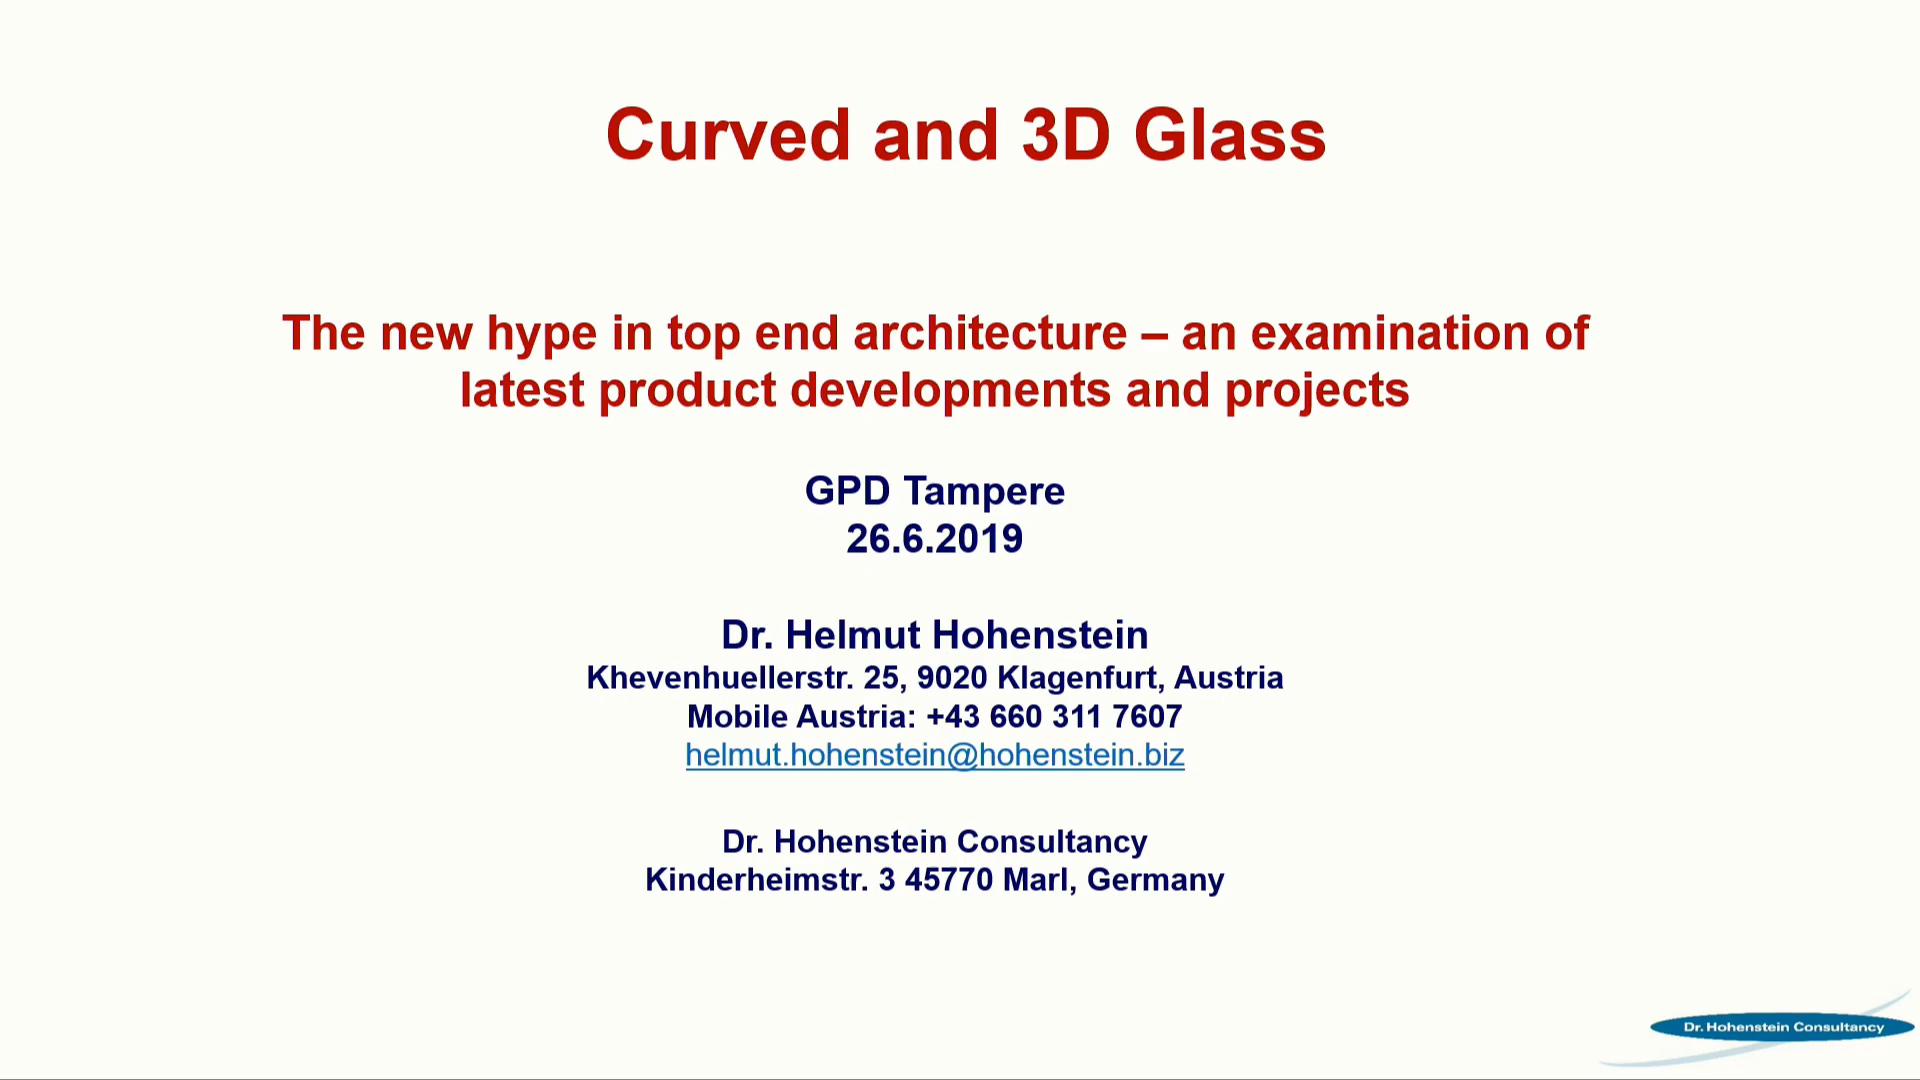 Curved and 3D Glass
The new hype in top end architecture – an examination of
latest product developments and projects
GPD Tampere
26.6.2019
Dr. Helmut Hohenstein
Khevenhuellerstr. 25, 9020 Klagenfurt, Austria
Mobile Austria: +43 660 311 7607
helmut.hohenstein@hohenstein.biz
Dr. Hohenstein Consultancy
Kinderheimstr. 3 45770 Marl, Germany
Dr. Hohenstein Consultancy